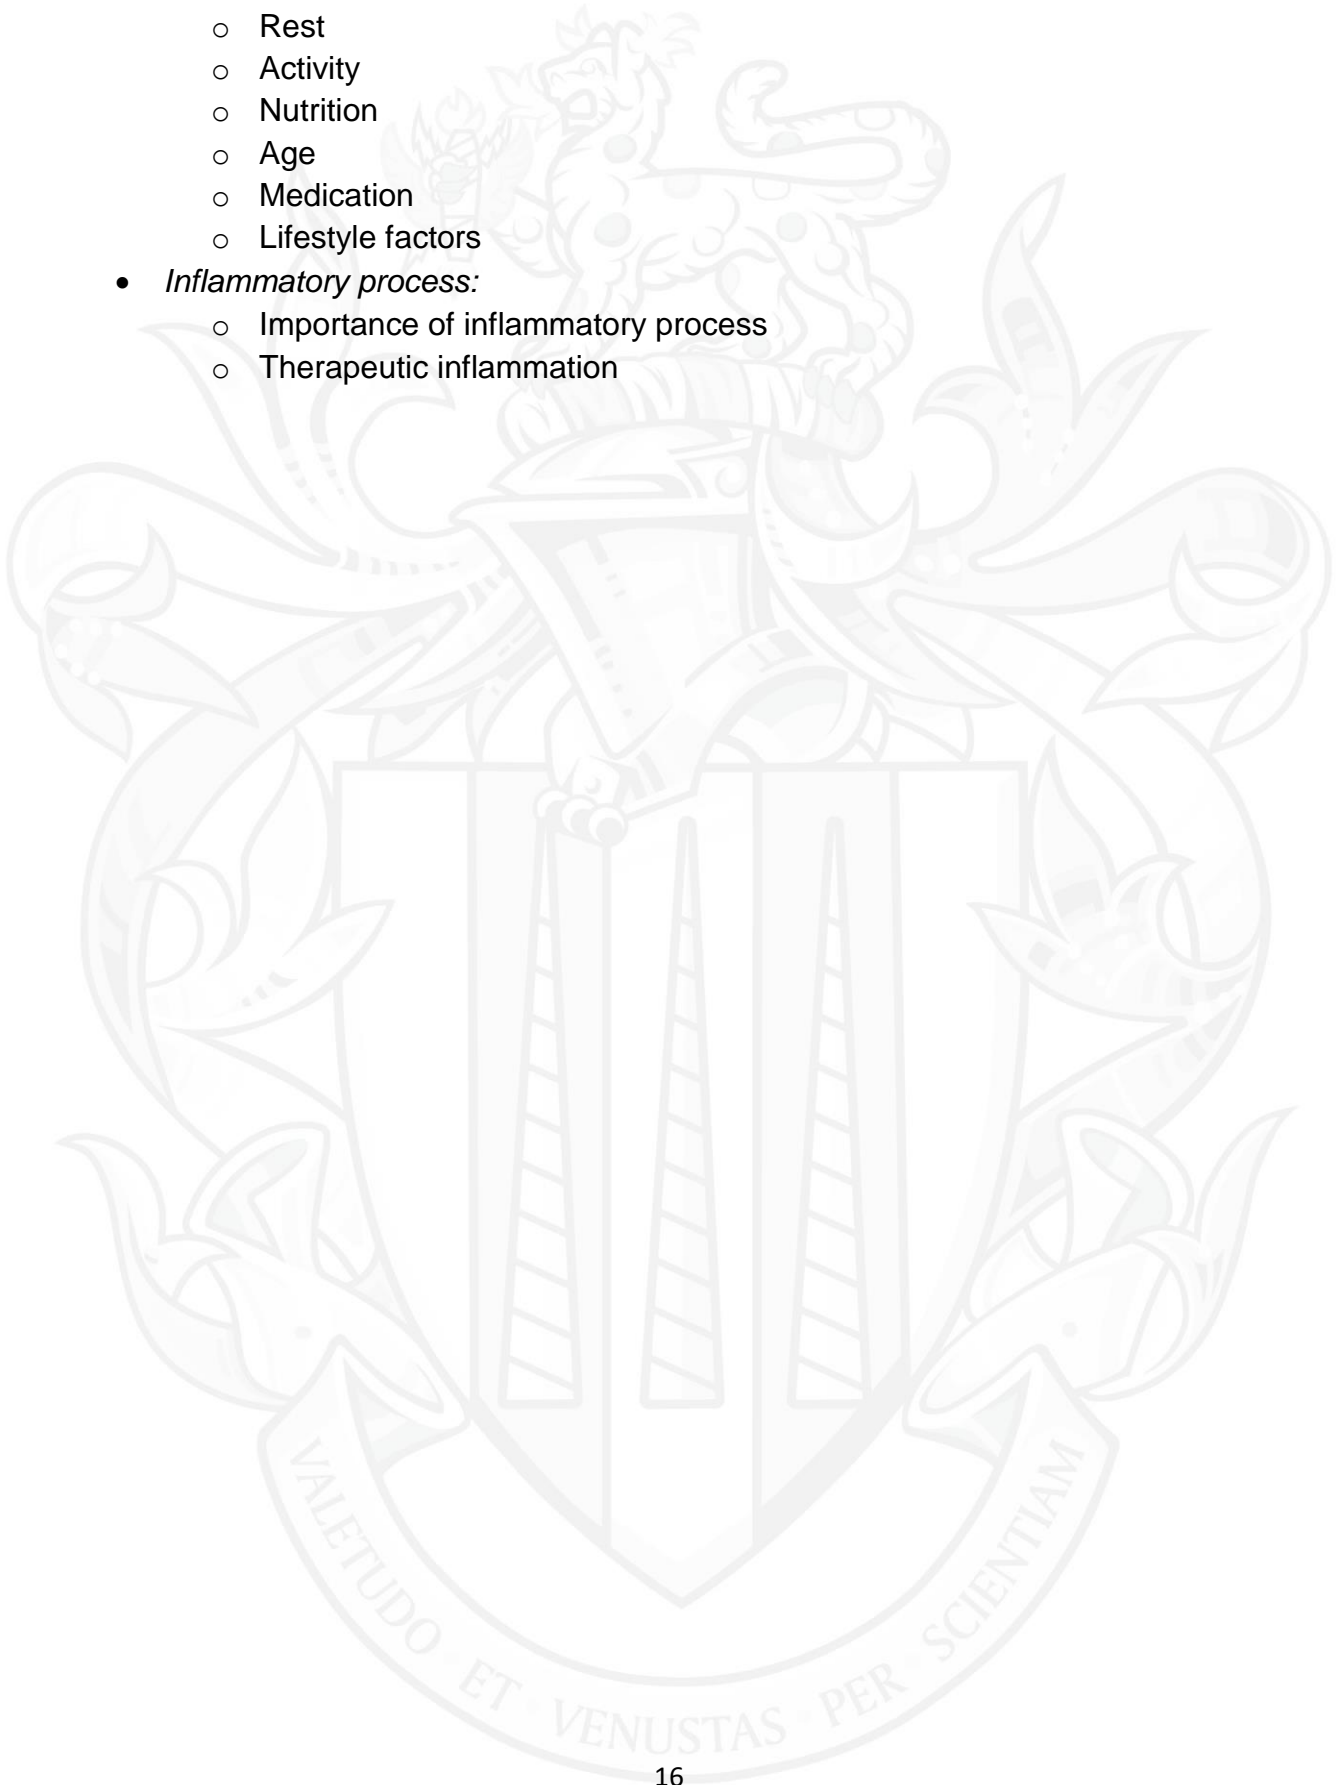 o Rest
o Activity
o Nutrition
o Age
o Medication
o Lifestyle factors
• Inflammatory process:
o Importance of inflammatory process
o Therapeutic inflammation
VALETUDO · ET · VENUSTAS · PER · SCIENTIAM
16